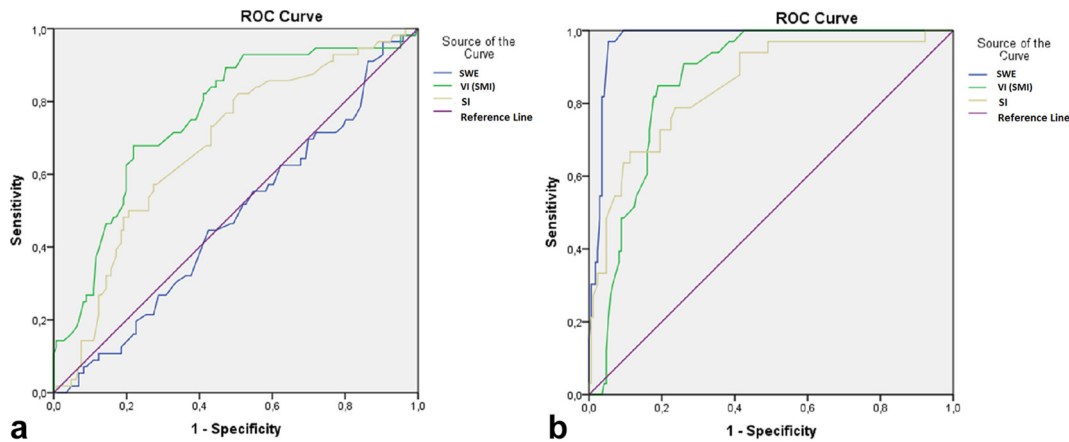 ROC Curve
1,0
0,8
0,6
0,4
0,2
0,0
Sensitivity
0,0 0,2 0,4 0,6 0,8 1,0
1 - Specificity
Source of the
Curve
SWE
VI (SMI)
SI
Reference Line
a
ROC Curve
1,0
0,8
0,6
0,4
0,2
0,0
Sensitivity
0,0 0,2 0,4 0,6 0,8 1,0
1 - Specificity
Source of the
Curve
SWE
VI (SMI)
SI
Reference Line
b